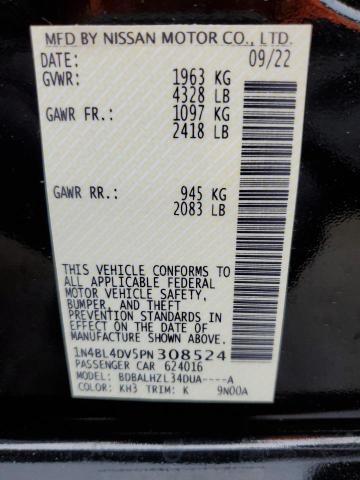 MFD BY NISSAN MOTOR CO., LTD.
DATE: 09/22
GVWR: 1963 KG
4328 LB
GAWR FR.: 1097 KG
2418 LB
GAWR RR.: 945 KG
2083 LB
THIS VEHICLE CONFORMS TO
ALL APPLICABLE FEDERAL
MOTOR VEHICLE SAFETY,
BUMPER, AND THEFT
PREVENTION STANDARDS
IN EFFECT ON THE DATE OF
MANUFACTURE SHOWN ABOVE.
1N4BL4DV5PN308524
PASSENGER CAR 624016
MODEL: BDBALHZL34DUA----A
COLOR: KH3 TRIM: K 9N00A